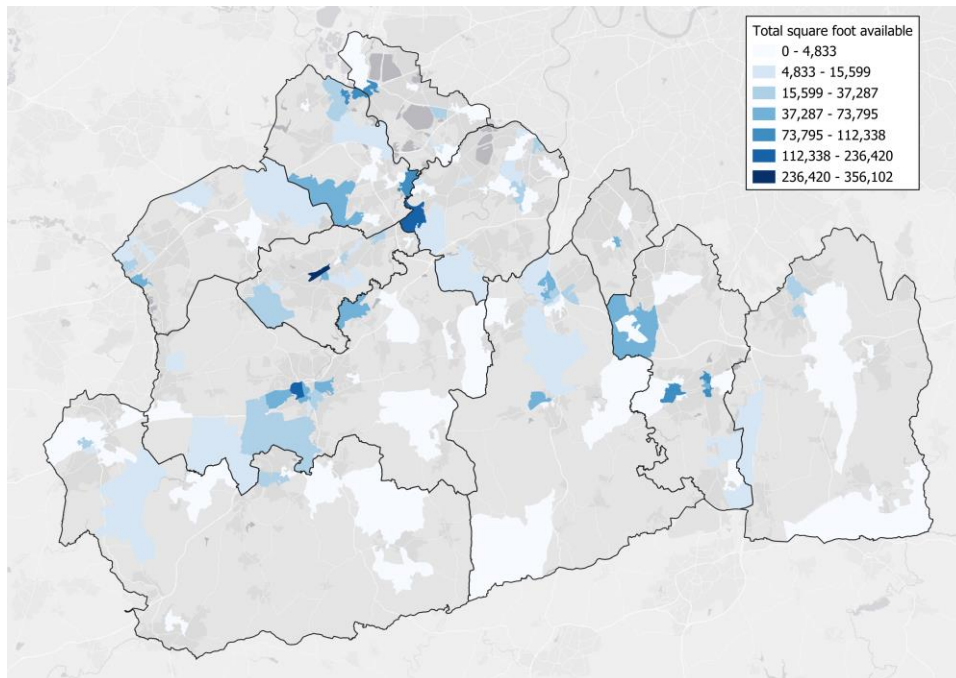 Total square foot available
0 - 4,833
4,833 - 15,599
15,599 - 37,287
37,287 - 73,795
73,795 - 112,338
112,338 - 236,420
236,420 - 356,102